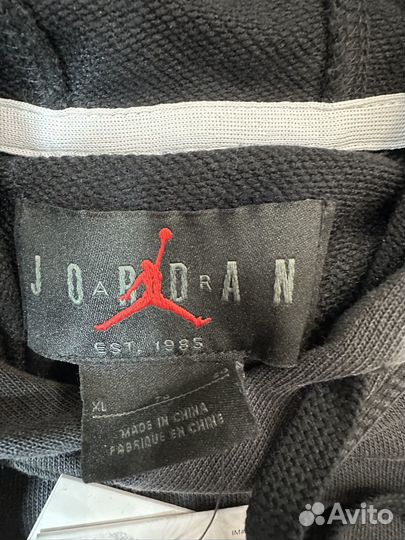 JORDAN
AIR
EST. 1985
XL
MADE IN CHINA
FABRIQUÉ EN CHINE
Avito